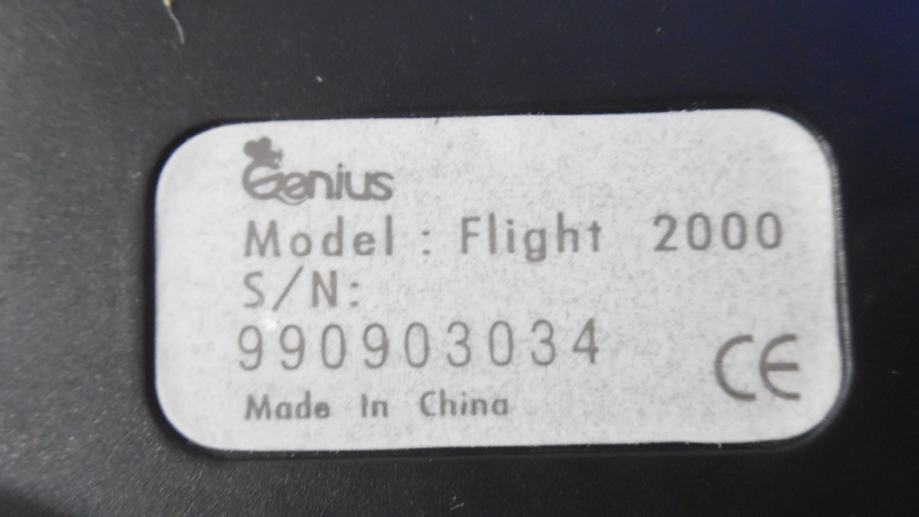 Genius
Model : Flight 2000
S/N:
990903034
Made In China
CE